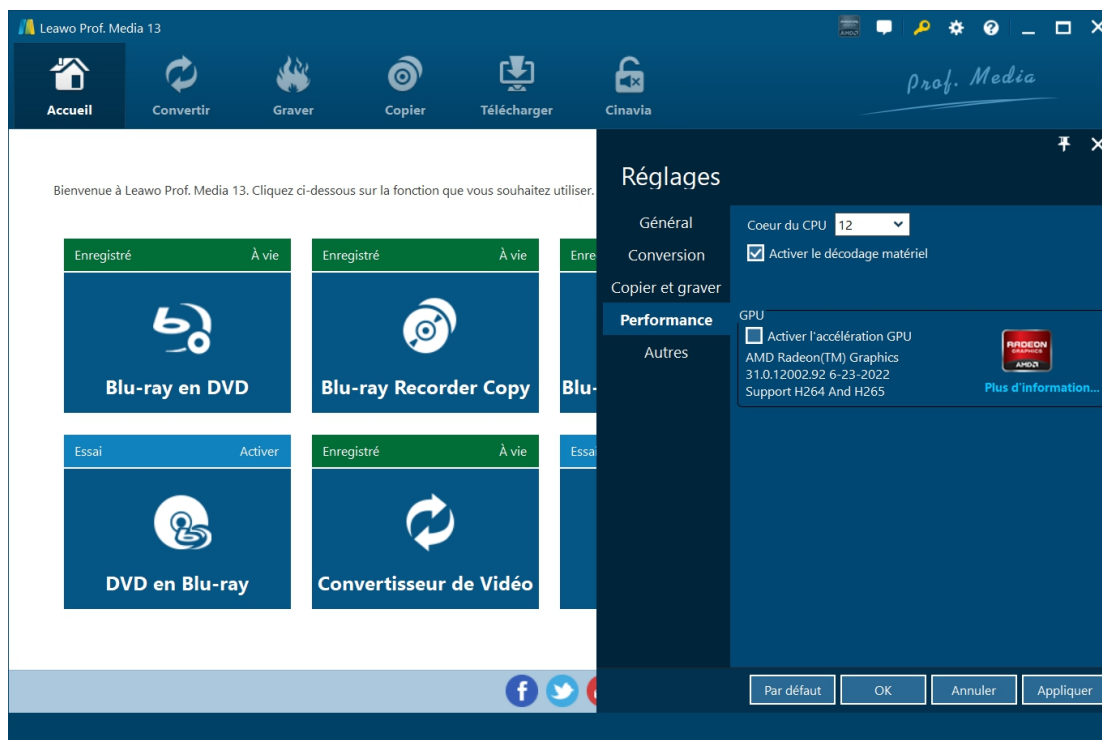 Leawo Prof. Media 13
Accueil
Convertir
Graver
Copier
Télécharger
Cinavia
Prof. Media
Bienvenue à Leawo Prof. Media 13. Cliquez ci-dessous sur la fonction que vous souhaitez utiliser.
Enregistré À vie
Blu-ray en DVD
Enregistré À vie
Blu-ray Recorder Copy
Enre
Blu-
Essai Activer
DVD en Blu-ray
Enregistré À vie
Convertisseur de Vidéo
Essa
Réglages
Général
Conversion
Copier et graver
Performance
Autres
Coeur du CPU 12
Activer le décodage matériel
GPU
Activer l'accélération GPU
AMD Radeon(TM) Graphics
31.0.12002.92 6-23-2022
Support H264 And H265
RADEON
GRAPHICS
AMD
Plus d'information...
Par défaut
OK
Annuler
Appliquer